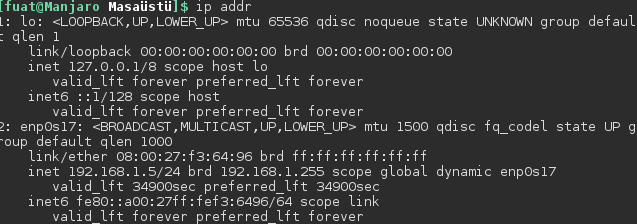 [fuat@Manjaro Masaüstü]$ ip addr
1: lo: <LOOPBACK,UP,LOWER_UP> mtu 65536 qdisc noqueue state UNKNOWN group defaul
t qlen 1
    link/loopback 00:00:00:00:00:00 brd 00:00:00:00:00:00
    inet 127.0.0.1/8 scope host lo
       valid_lft forever preferred_lft forever
    inet6 ::1/128 scope host
       valid_lft forever preferred_lft forever
2: enp0s17: <BROADCAST,MULTICAST,UP,LOWER_UP> mtu 1500 qdisc fq_codel state UP g
roup default qlen 1000
    link/ether 08:00:27:f3:64:96 brd ff:ff:ff:ff:ff:ff
    inet 192.168.1.5/24 brd 192.168.1.255 scope global dynamic enp0s17
       valid_lft 34900sec preferred_lft 34900sec
    inet6 fe80::a00:27ff:fef3:6496/64 scope link
       valid_lft forever preferred_lft forever